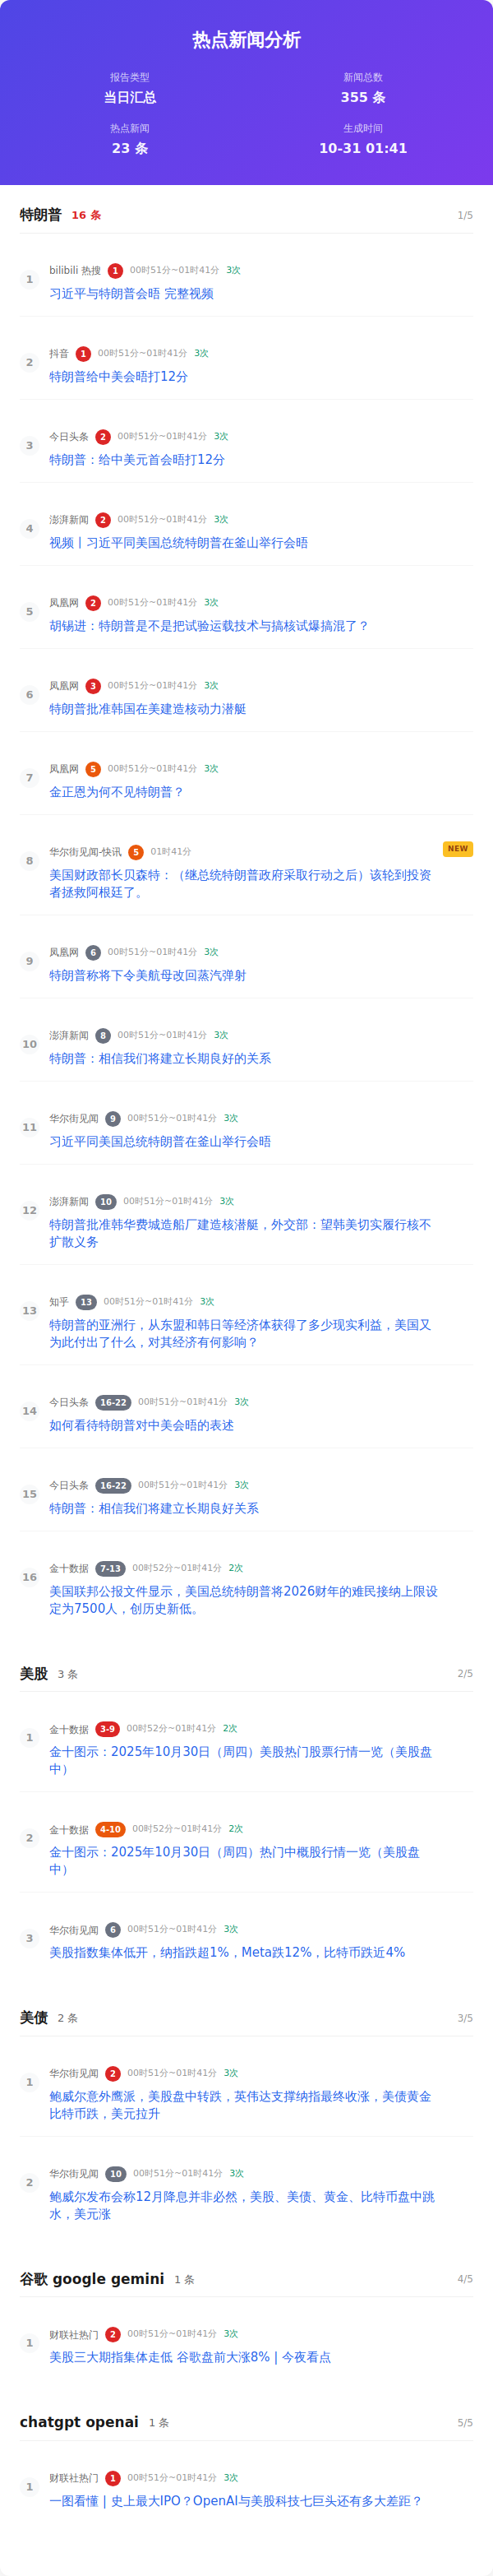 热点新闻分析
报告类型
新闻总数
当日汇总
355 条
热点新闻
生成时间
23 条
10-31 01:41
特朗普 16 条 1/5
1
bilibili 热搜 1 00时51分~01时41分 3次
习近平与特朗普会晤 完整视频
2
抖音 1 00时51分~01时41分 3次
特朗普给中美会晤打12分
3
今日头条 2 00时51分~01时41分 3次
特朗普：给中美元首会晤打12分
4
澎湃新闻 2 00时51分~01时41分 3次
视频丨习近平同美国总统特朗普在釜山举行会晤
5
凤凰网 2 00时51分~01时41分 3次
胡锡进：特朗普是不是把试验运载技术与搞核试爆搞混了？
6
凤凰网 3 00时51分~01时41分 3次
特朗普批准韩国在美建造核动力潜艇
7
凤凰网 5 00时51分~01时41分 3次
金正恩为何不见特朗普？
8
华尔街见闻-快讯 5 01时41分 NEW
美国财政部长贝森特：（继总统特朗普政府采取行动之后）该轮到投资
者拯救阿根廷了。
9
凤凰网 6 00时51分~01时41分 3次
特朗普称将下令美航母改回蒸汽弹射
10
澎湃新闻 8 00时51分~01时41分 3次
特朗普：相信我们将建立长期良好的关系
11
华尔街见闻 9 00时51分~01时41分 3次
习近平同美国总统特朗普在釜山举行会晤
12
澎湃新闻 10 00时51分~01时41分 3次
特朗普批准韩华费城造船厂建造核潜艇，外交部：望韩美切实履行核不
扩散义务
13
知乎 13 00时51分~01时41分 3次
特朗普的亚洲行，从东盟和韩日等经济体获得了多少现实利益，美国又
为此付出了什么，对其经济有何影响？
14
今日头条 16-22 00时51分~01时41分 3次
如何看待特朗普对中美会晤的表述
15
今日头条 16-22 00时51分~01时41分 3次
特朗普：相信我们将建立长期良好关系
16
金十数据 7-13 00时52分~01时41分 2次
美国联邦公报文件显示，美国总统特朗普将2026财年的难民接纳上限设
定为7500人，创历史新低。
美股 3 条 2/5
1
金十数据 3-9 00时52分~01时41分 2次
金十图示：2025年10月30日（周四）美股热门股票行情一览（美股盘
中）
2
金十数据 4-10 00时52分~01时41分 2次
金十图示：2025年10月30日（周四）热门中概股行情一览（美股盘
中）
3
华尔街见闻 6 00时51分~01时41分 3次
美股指数集体低开，纳指跌超1%，Meta跌12%，比特币跌近4%
美债 2 条 3/5
1
华尔街见闻 2 00时51分~01时41分 3次
鲍威尔意外鹰派，美股盘中转跌，英伟达支撑纳指最终收涨，美债黄金
比特币跌，美元拉升
2
华尔街见闻 10 00时51分~01时41分 3次
鲍威尔发布会称12月降息并非必然，美股、美债、黄金、比特币盘中跳
水，美元涨
谷歌 google gemini 1 条 4/5
1
财联社热门 2 00时51分~01时41分 3次
美股三大期指集体走低 谷歌盘前大涨8% | 今夜看点
chatgpt openai 1 条 5/5
1
财联社热门 1 00时51分~01时41分 3次
一图看懂 | 史上最大IPO？OpenAI与美股科技七巨头还有多大差距？